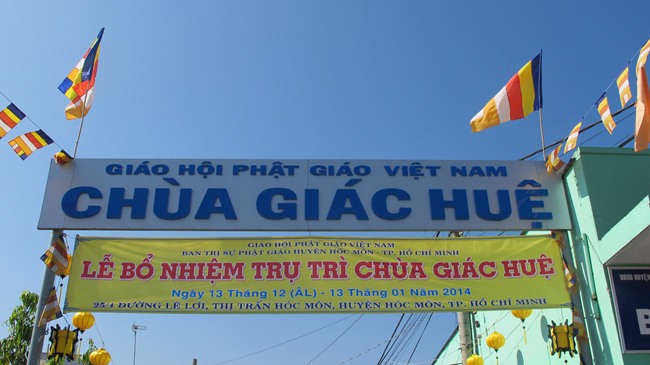 GIÁO HỘI PHẬT GIÁO VIỆT NAM
CHÙA GIÁC HUỆ
GIÁO HỘI PHẬT GIÁO VIỆT NAM
BAN TRỊ SỰ PHẬT GIÁO HUYỆN HÓC MÔN - TP. HỒ CHÍ MINH
LỄ BỔ NHIỆM TRỤ TRÌ CHÙA GIÁC HUỆ
Ngày 13 Tháng 12 (ÂL) - 13 Tháng 01 Năm 2014
25/4 ĐƯỜNG LÊ LỢI, THỊ TRẤN HÓC MÔN, HUYỆN HÓC MÔN, TP. HỒ CHÍ MINH
UBND HUYỆN